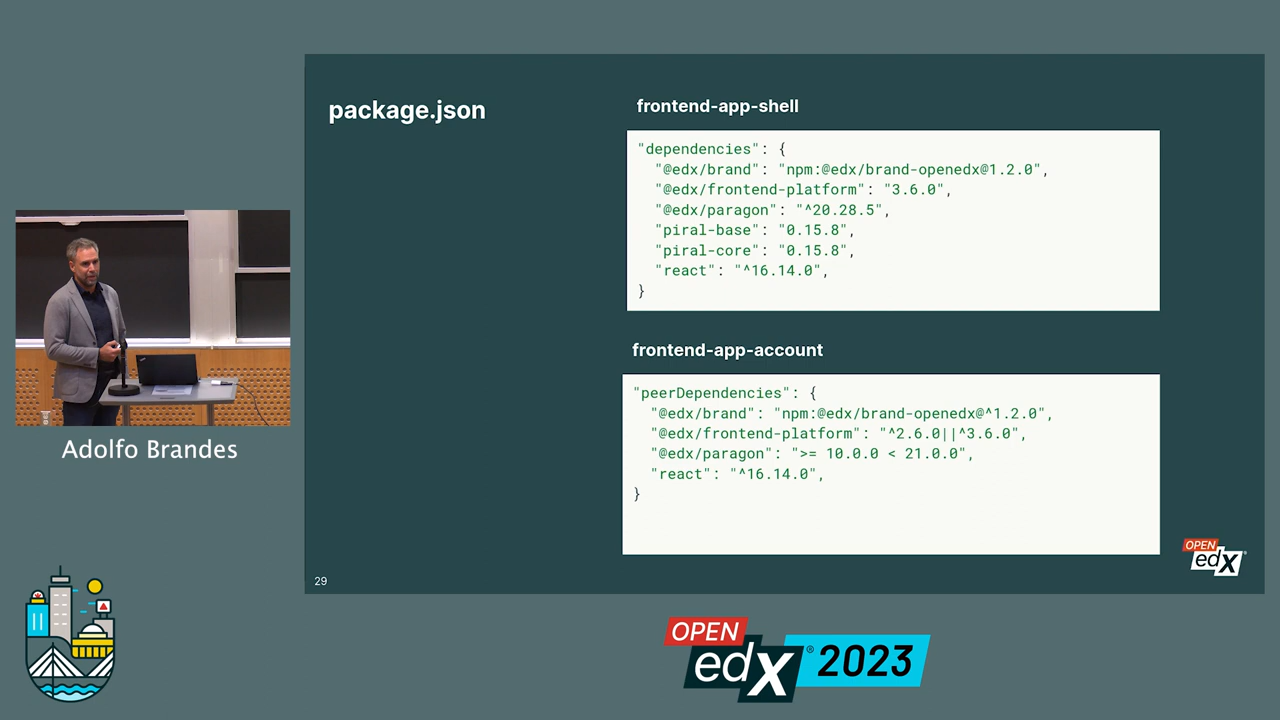 package.json
frontend-app-shell
"dependencies": {
"@edx/brand": "npm:@edx/brand-openedx@1.2.0",
"@edx/frontend-platform": "3.6.0",
"@edx/paragon": "^20.28.5",
"piral-base": "0.15.8",
"piral-core": "0.15.8",
"react": "^16.14.0",
}
frontend-app-account
"peerDependencies": {
"@edx/brand": "npm:@edx/brand-openedx@^1.2.0",
"@edx/frontend-platform": "^2.6.0||^3.6.0",
"@edx/paragon": ">= 10.0.0 < 21.0.0",
"react": "^16.14.0",
}
29
OPEN
edX
Adolfo Brandes
OPEN
edX® 2023